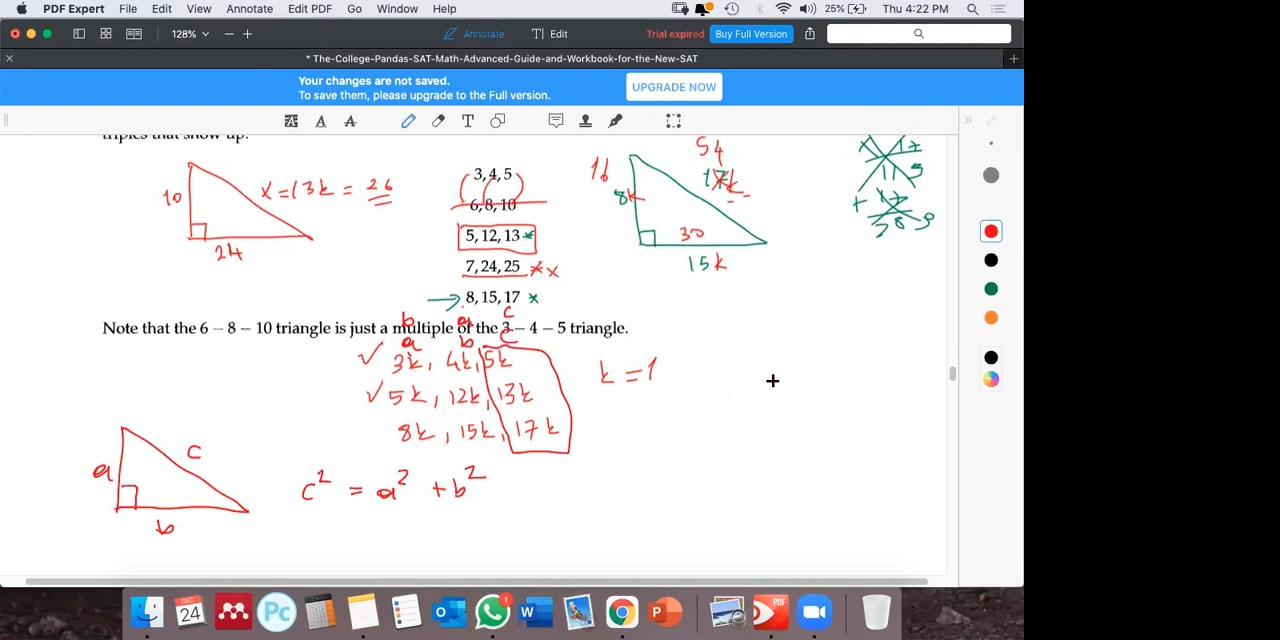 PDF Expert File Edit View Annotate Edit PDF Go Window Help 25% Thu 4:22 PM
128% Annotate Edit Trial expired Buy Full Version
* The-College-Pandas-SAT-Math-Advanced-Guide-and-Workbook-for-the-New-SAT
Your changes are not saved.
To save them, please upgrade to the Full version.
UPGRADE NOW
triples that show up.
10
24
x = 13k = 26
3, 4, 5
6, 8, 10
5, 12, 13
7, 24, 25
8, 15, 17
16
8k
54
17k
30
15k
Note that the 6 – 8 – 10 triangle is just a multiple of the 3 – 4 – 5 triangle.
b a c
a b c
3k, 4k, 5k
5k, 12k, 13k
8k, 15k, 17k
k = 1
a
b
c
c² = a² + b²
DEC
24
Pc
1